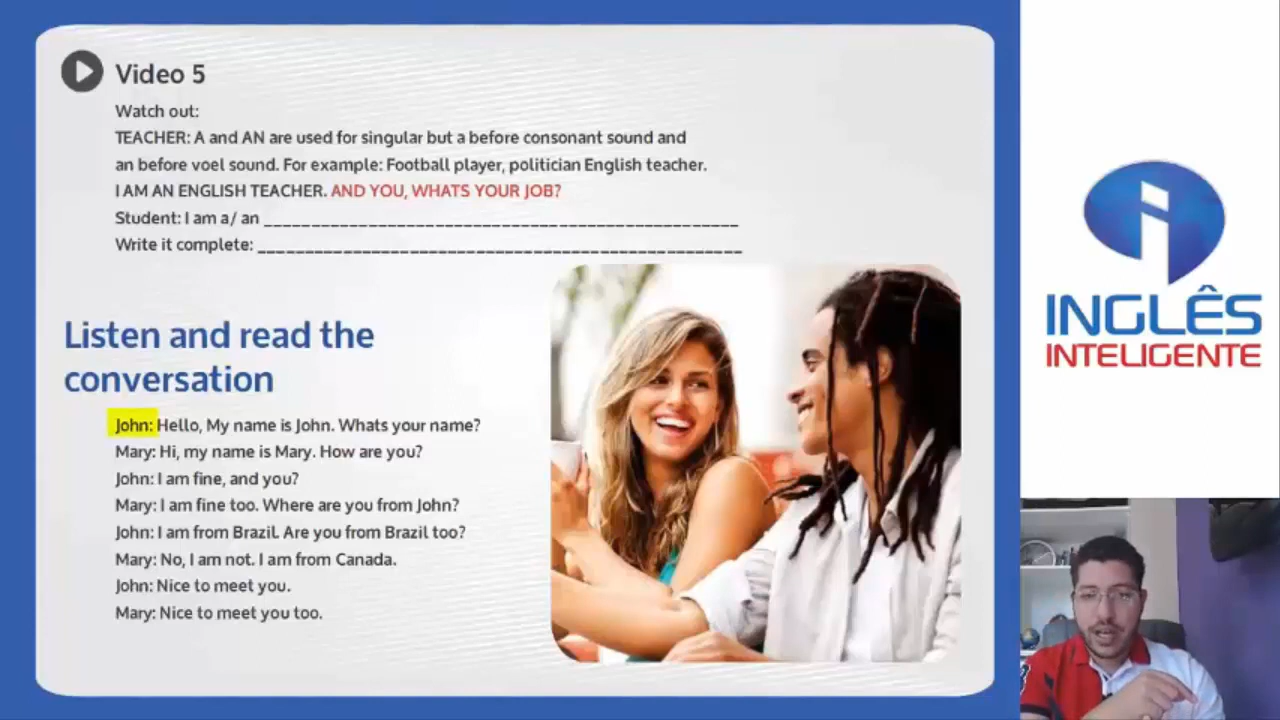 Video 5
Watch out:
TEACHER: A and AN are used for singular but a before consonant sound and
an before voel sound. For example: Football player, politician English teacher.
I AM AN ENGLISH TEACHER. AND YOU, WHATS YOUR JOB?
Student: I am a/ an ________________________________________________
Write it complete: _________________________________________________
Listen and read the
conversation
John: Hello, My name is John. Whats your name?
Mary: Hi, my name is Mary. How are you?
John: I am fine, and you?
Mary: I am fine too. Where are you from John?
John: I am from Brazil. Are you from Brazil too?
Mary: No, I am not. I am from Canada.
John: Nice to meet you.
Mary: Nice to meet you too.
INGLÊS
INTELIGENTE